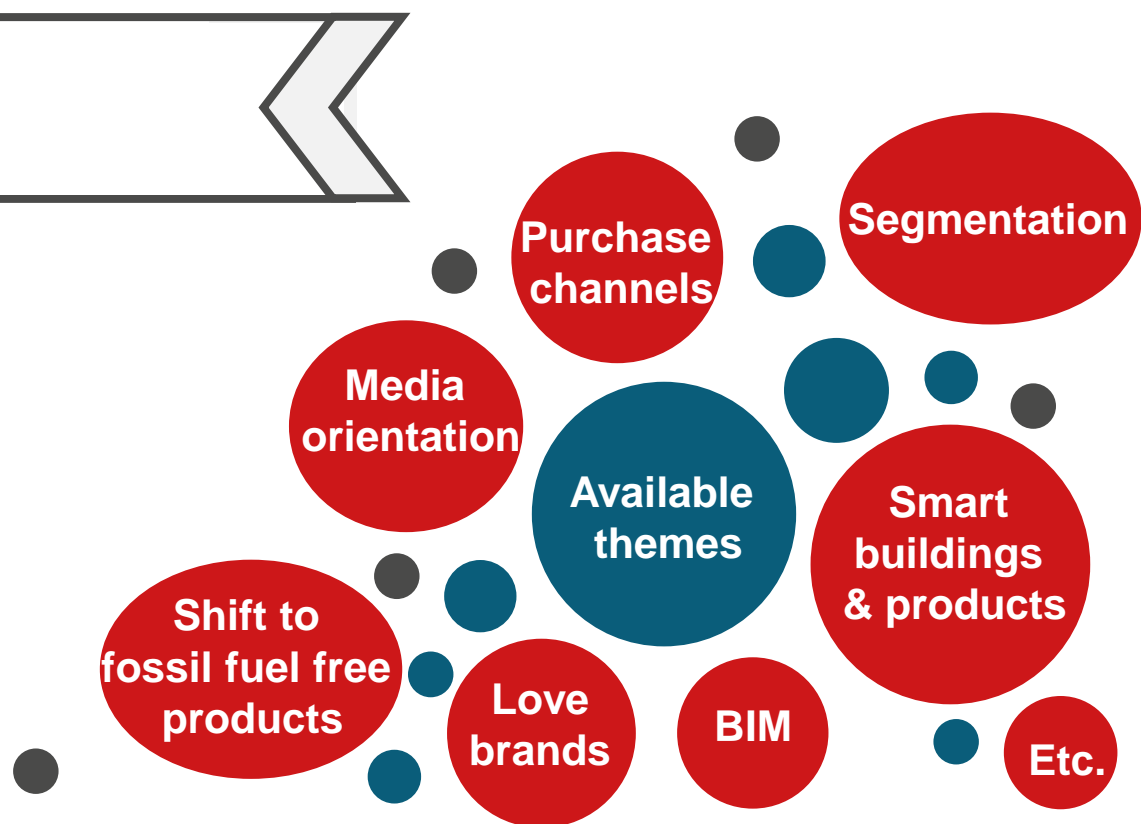 Purchase
channels
Segmentation
Media
orientation
Available
themes
Smart
buildings
& products
Shift to
fossil fuel free
products
Love
brands
BIM
Etc.